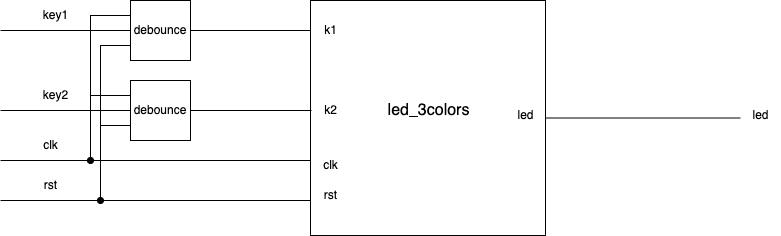 key1
debounce
k1
key2
debounce
k2
led_3colors
led
led
clk
clk
rst
rst